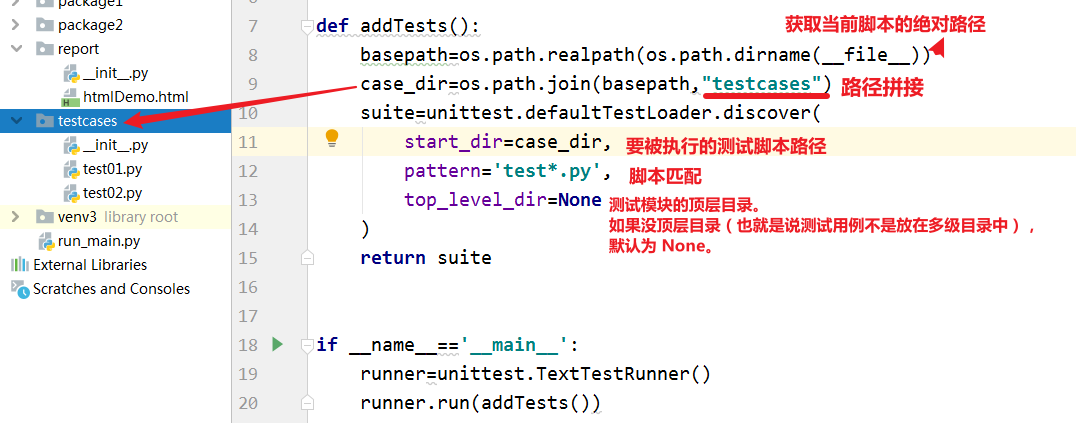 package1
package2
report
__init__.py
htmlDemo.html
testcases
__init__.py
test01.py
test02.py
venv3 library root
run_main.py
External Libraries
Scratches and Consoles
6
7 def addTests():
获取当前脚本的绝对路径
8 basepath=os.path.realpath(os.path.dirname(__file__))
9 case_dir=os.path.join(basepath,"testcases") 路径拼接
10 suite=unittest.defaultTestLoader.discover(
11 start_dir=case_dir, 要被执行的测试脚本路径
12 pattern='test*.py', 脚本匹配
13 top_level_dir=None 测试模块的顶层目录。
如果没顶层目录（也就是说测试用例不是放在多级目录中），
默认为 None。
14 )
15 return suite
16
17
18 if __name__=='__main__':
19 runner=unittest.TextTestRunner()
20 runner.run(addTests())